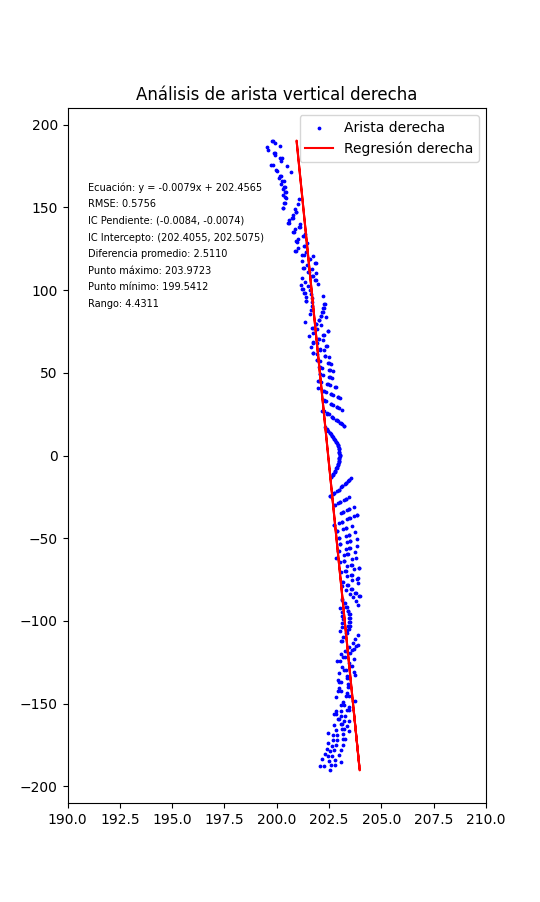 Análisis de arista vertical derecha
Arista derecha
Regresión derecha
Ecuación: y = -0.0079x + 202.4565
RMSE: 0.5756
IC Pendiente: (-0.0084, -0.0074)
IC Intercepto: (202.4055, 202.5075)
Diferencia promedio: 2.5110
Punto máximo: 203.9723
Punto mínimo: 199.5412
Rango: 4.4311
200
150
100
50
0
−50
−100
−150
−200
190.0 192.5 195.0 197.5 200.0 202.5 205.0 207.5 210.0